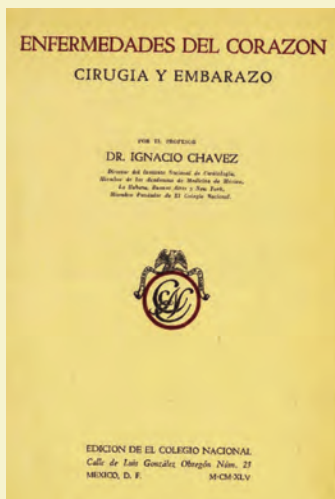 ENFERMEDADES DEL CORAZON
CIRUGIA Y EMBARAZO
POR EL PROFESOR
DR. IGNACIO CHAVEZ
Director del Instituto Nacional de Cardiología,
Miembro de las Academias de Medicina de México,
La Habana, Buenos Aires y New York,
Miembro Fundador de El Colegio Nacional.
EDICION DE EL COLEGIO NACIONAL
Calle de Luis González Obregón Núm. 23
MEXICO, D. F. M·CM·XLV